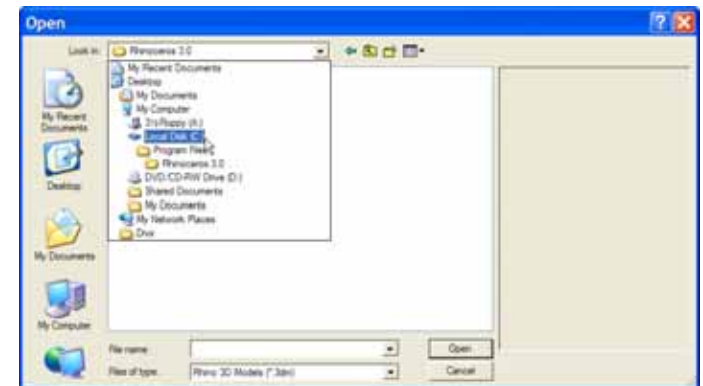 Open
Look in: Rhinoceros 3.0
My Recent Documents
Desktop
My Documents
My Computer
3½ Floppy (A:)
Local Disk (C:)
Program Files
Rhinoceros 3.0
DVD/CD-RW Drive (D:)
Shared Documents
My Documents
My Network Places
My Recent
Documents
Desktop
My Documents
My Computer
File name:
Open
Files of type: Rhino 3D Models (*.3dm)
Cancel